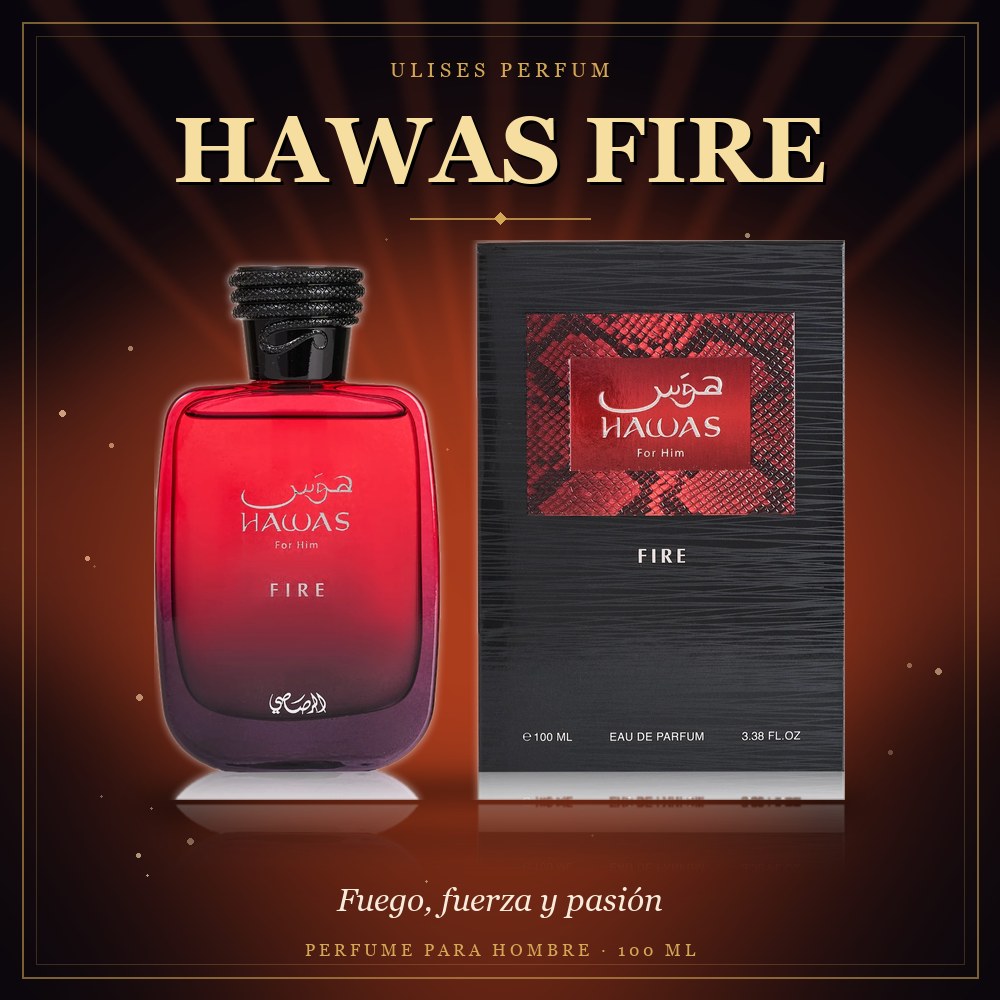 ULISES PERFUM
HAWAS FIRE
هوَس
HAWAS
For Him
FIRE
الرصاصي
هوَس
HAWAS
For Him
FIRE
℮100 ML EAU DE PARFUM 3.38 FL.OZ
Fuego, fuerza y pasión
PERFUME PARA HOMBRE · 100 ML